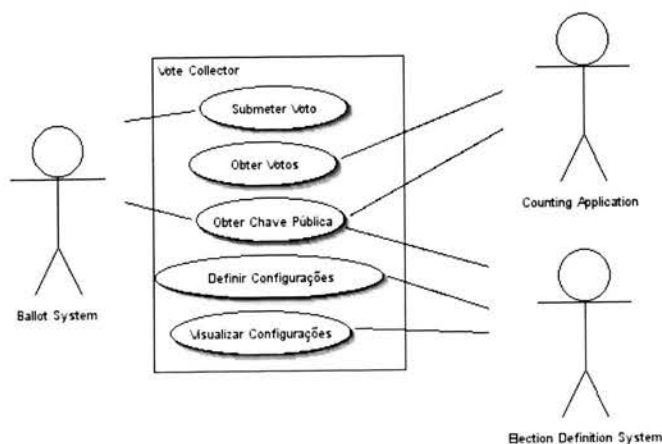 Vote Collector
Submeter Voto
Obter Votos
Obter Chave Pública
Definir Configurações
Visualizar Configurações
Ballot System
Counting Application
Election Definition System